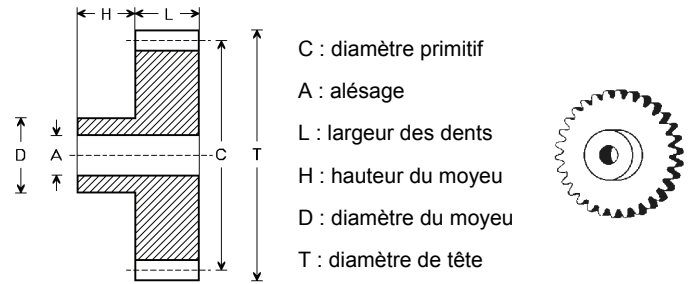 H L
D A C T
C : diamètre primitif
A : alésage
L : largeur des dents
H : hauteur du moyeu
D : diamètre du moyeu
T : diamètre de tête